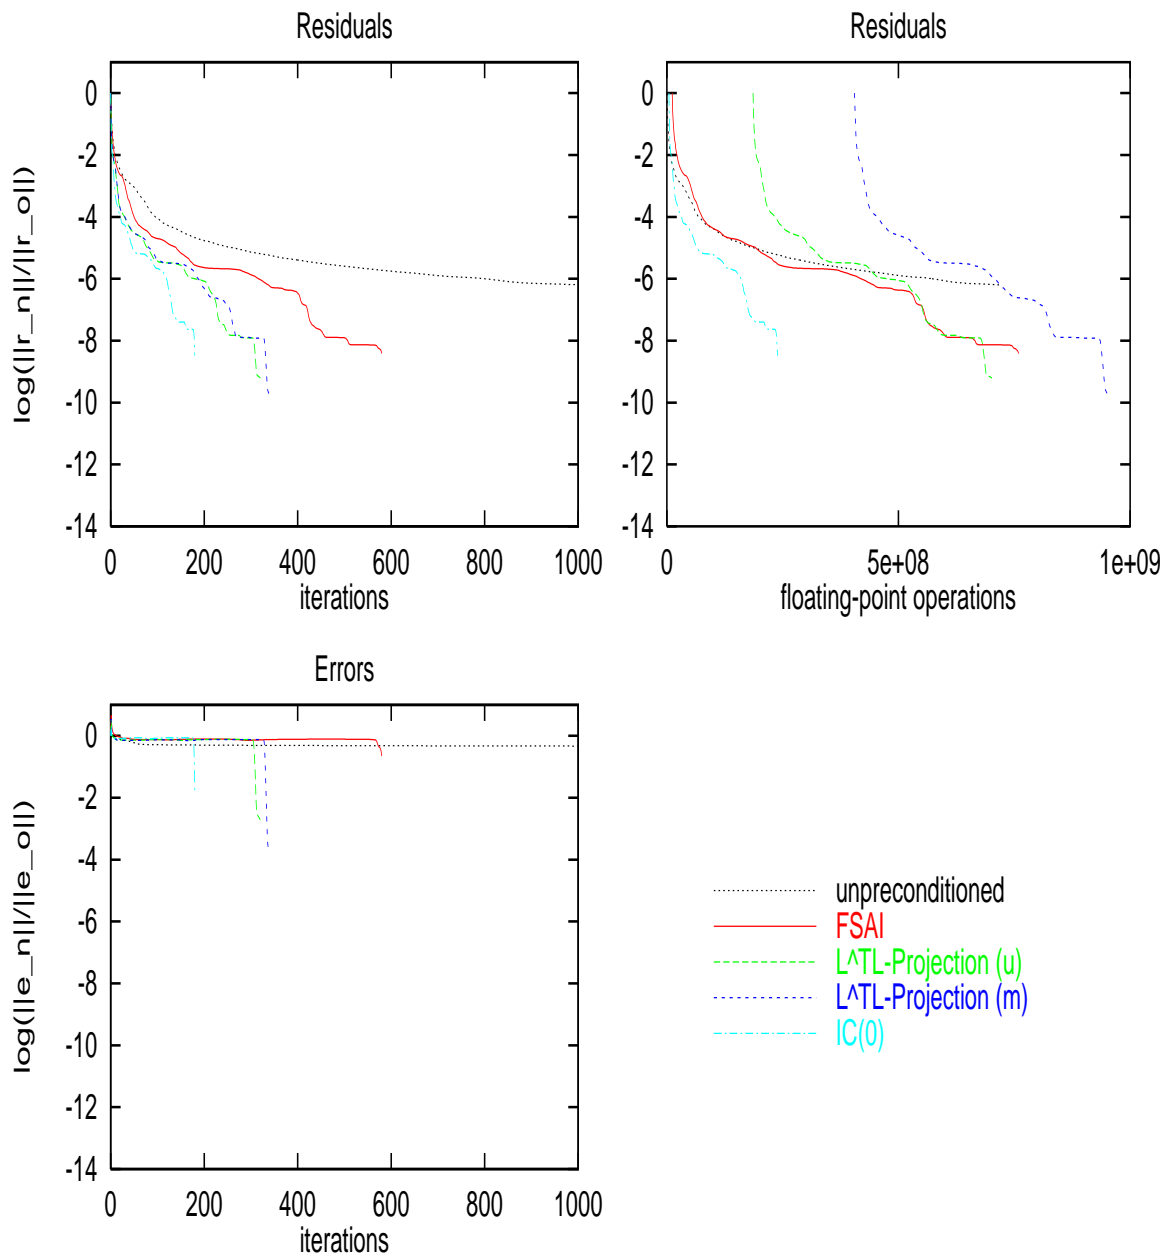 Residuals
0
-2
-4
-6
-8
-10
-12
-14
log(||r_n||/||r_o||)
0 200 400 600 800 1000
iterations
Residuals
0
-2
-4
-6
-8
-10
-12
-14
0 5e+08 1e+09
floating-point operations
Errors
0
-2
-4
-6
-8
-10
-12
-14
log(||e_n||/||e_o||)
0 200 400 600 800 1000
iterations
unpreconditioned
FSAI
L^TL-Projection (u)
L^TL-Projection (m)
IC(0)